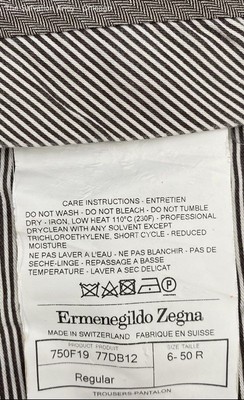 CARE INSTRUCTIONS - ENTRETIEN
DO NOT WASH - DO NOT BLEACH - DO NOT TUMBLE
DRY - IRON, LOW HEAT 110°C (230F) - PROFESSIONAL
DRYCLEAN WITH ANY SOLVENT EXCEPT
TRICHLOROETHYLENE, SHORT CYCLE - REDUCED
MOISTURE
NE PAS LAVER A L'EAU - NE PAS BLANCHIR - PAS DE
SECHE-LINGE - REPASSAGE A BASSE
TEMPERATURE - LAVER A SEC DELICAT
Ermenegildo Zegna
MADE IN SWITZERLAND FABRIQUE EN SUISSE
PRODUCT PRODUIT SIZE TAILLE
750F19 77DB12 6- 50 R
Regular
TROUSERS-PANTALON